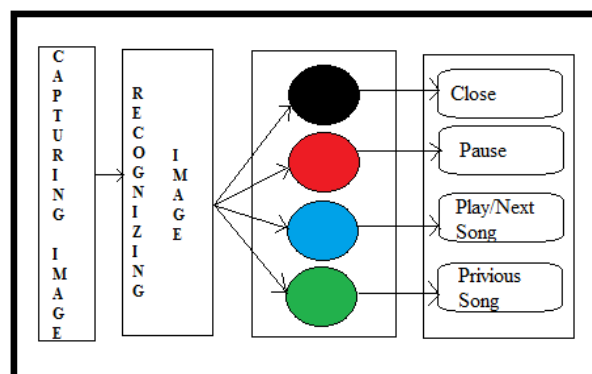 CAPTURING IMAGE
RECOGNIZING
IMAGE
Close
Pause
Play/Next
Song
Privious
Song